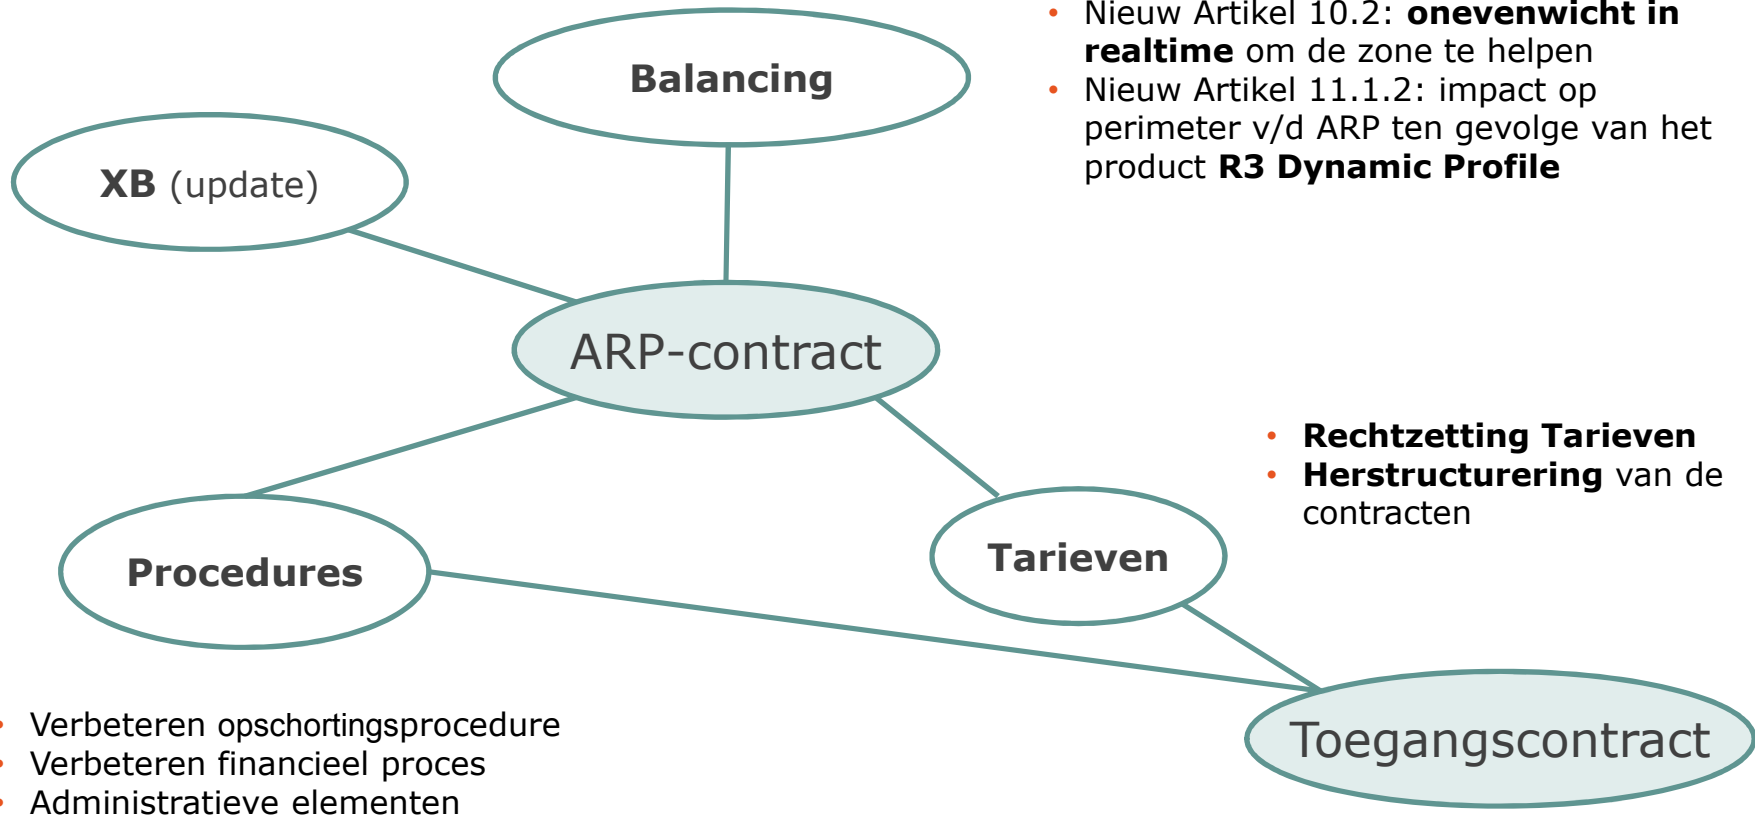 • Nieuw Artikel 10.2: onevenwicht in
realtime om de zone te helpen
• Nieuw Artikel 11.1.2: impact op
perimeter v/d ARP ten gevolge van het
product R3 Dynamic Profile
Balancing
XB (update)
ARP-contract
• Rechtzetting Tarieven
• Herstructurering van de
contracten
Procedures
Tarieven
Toegangscontract
• Verbeteren opschortingsprocedure
• Verbeteren financieel proces
• Administratieve elementen